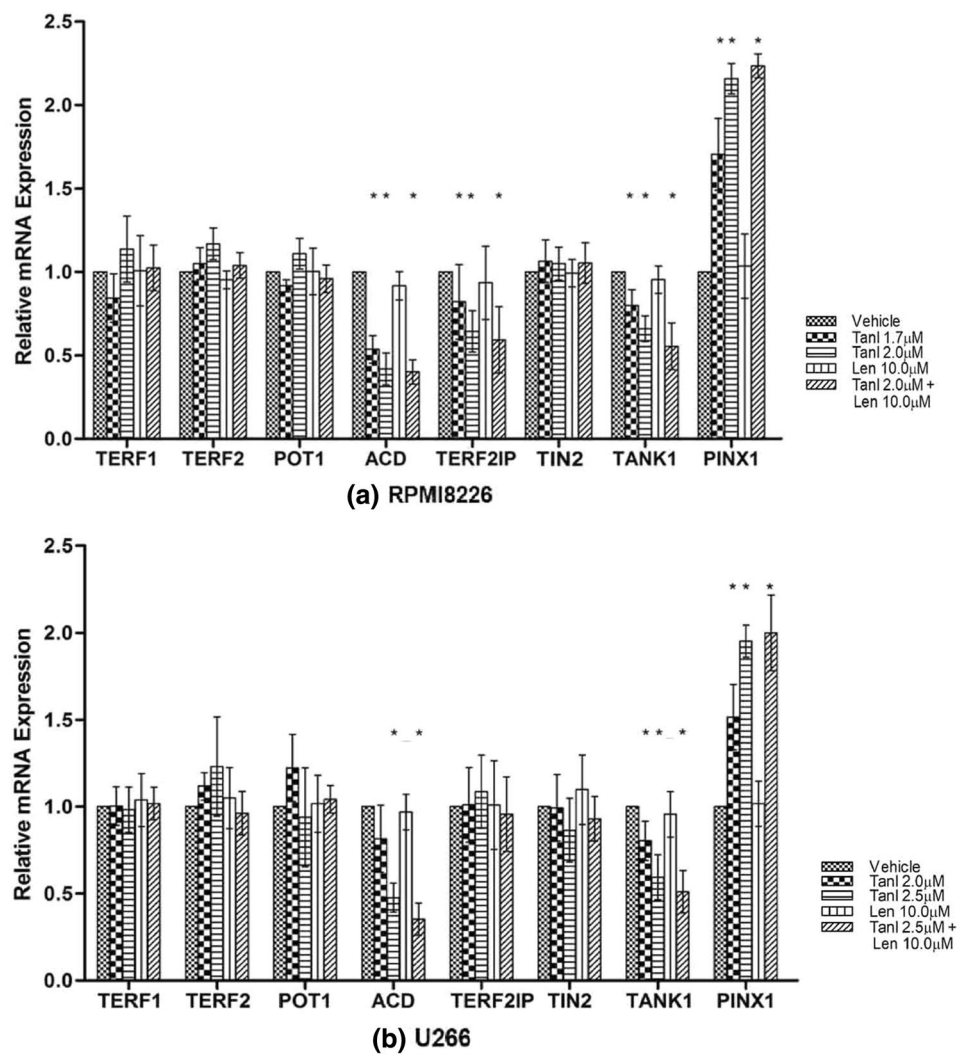 2.5
2.0
1.5
1.0
0.5
0.0
Relative mRNA Expression
* * *
* * * * * * * * *
TERF1 TERF2 POT1 ACD TERF2IP TIN2 TANK1 PINX1
(a) RPMI8226
Vehicle
TanI 1.7μM
TanI 2.0μM
Len 10.0μM
TanI 2.0μM +
Len 10.0μM
2.5
2.0
1.5
1.0
0.5
0.0
Relative mRNA Expression
* * *
* _ * * * _ *
TERF1 TERF2 POT1 ACD TERF2IP TIN2 TANK1 PINX1
(b) U266
Vehicle
TanI 2.0μM
TanI 2.5μM
Len 10.0μM
TanI 2.5μM +
Len 10.0μM